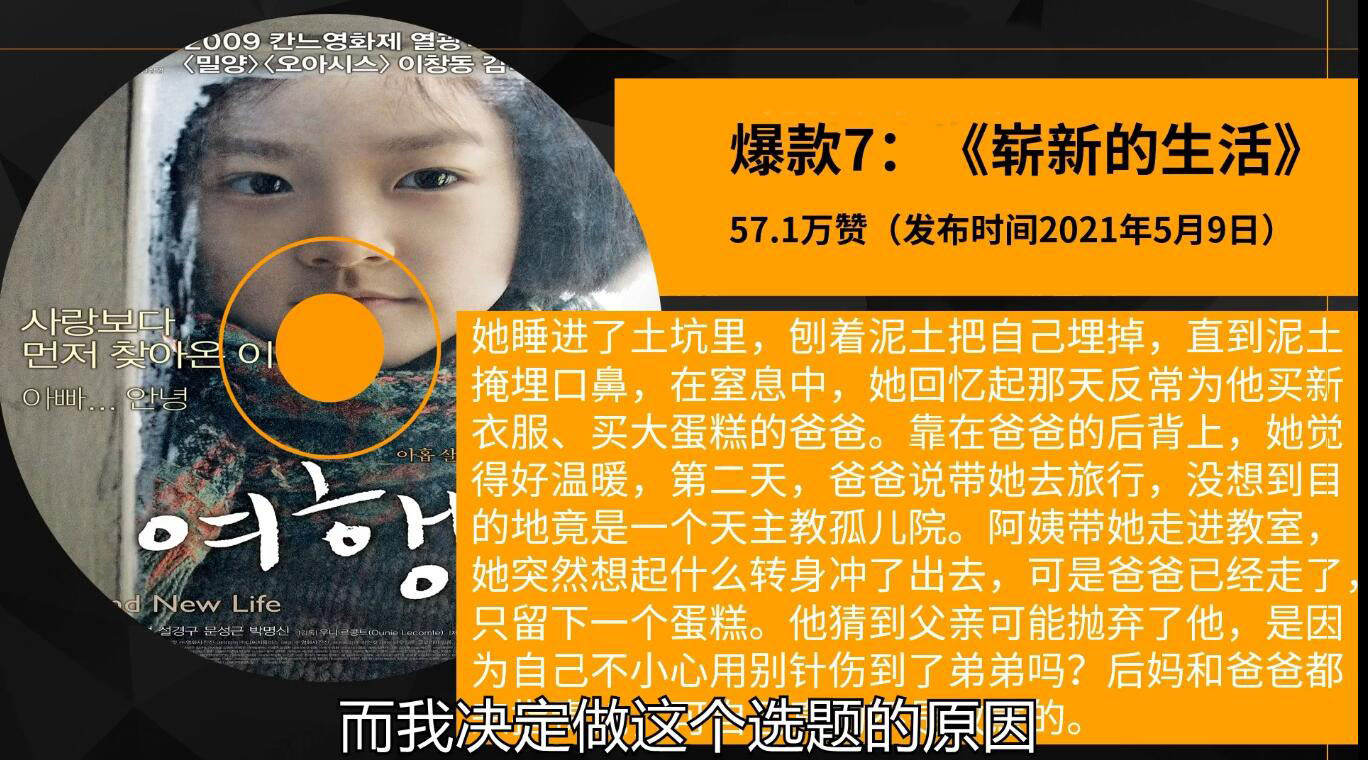 2009 칸느영화제 열광
<밀양><오아시스> 이창동 감
사랑보다
먼저 찾아온 이
아빠... 안녕
아홉 살
여행
nd New Life
설경구 문성근 박명신
爆款7：《崭新的生活》
57.1万赞（发布时间2021年5月9日）
她睡进了土坑里，刨着泥土把自己埋掉，直到泥土
掩埋口鼻，在窒息中，她回忆起那天反常为他买新
衣服、买大蛋糕的爸爸。靠在爸爸的后背上，她觉
得好温暖，第二天，爸爸说带她去旅行，没想到目
的地竟是一个天主教孤儿院。阿姨带她走进教室，
她突然想起什么转身冲了出去，可是爸爸已经走了，
只留下一个蛋糕。他猜到父亲可能抛弃了他，是因
为自己不小心用别针伤到了弟弟吗？后妈和爸爸都
的。
而我决定做这个选题的原因